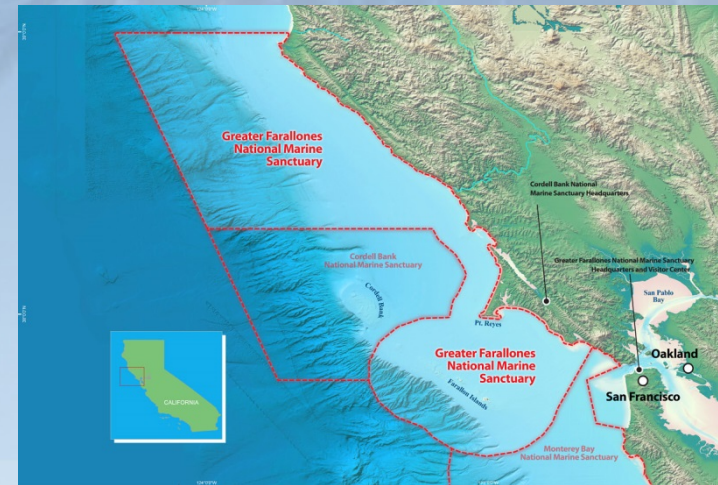 Greater Farallones
National Marine
Sanctuary
Cordell Bank National
Marine Sanctuary Headquarters
Cordell Bank
National Marine Sanctuary
Greater Farallones National Marine Sanctuary
Headquarters and Visitor Center
Cordell Bank
San Pablo
Bay
Pt. Reyes
Greater Farallones
National Marine
Sanctuary
Oakland
San Francisco
Farallon Islands
CALIFORNIA
Monterey Bay
National Marine Sanctuary